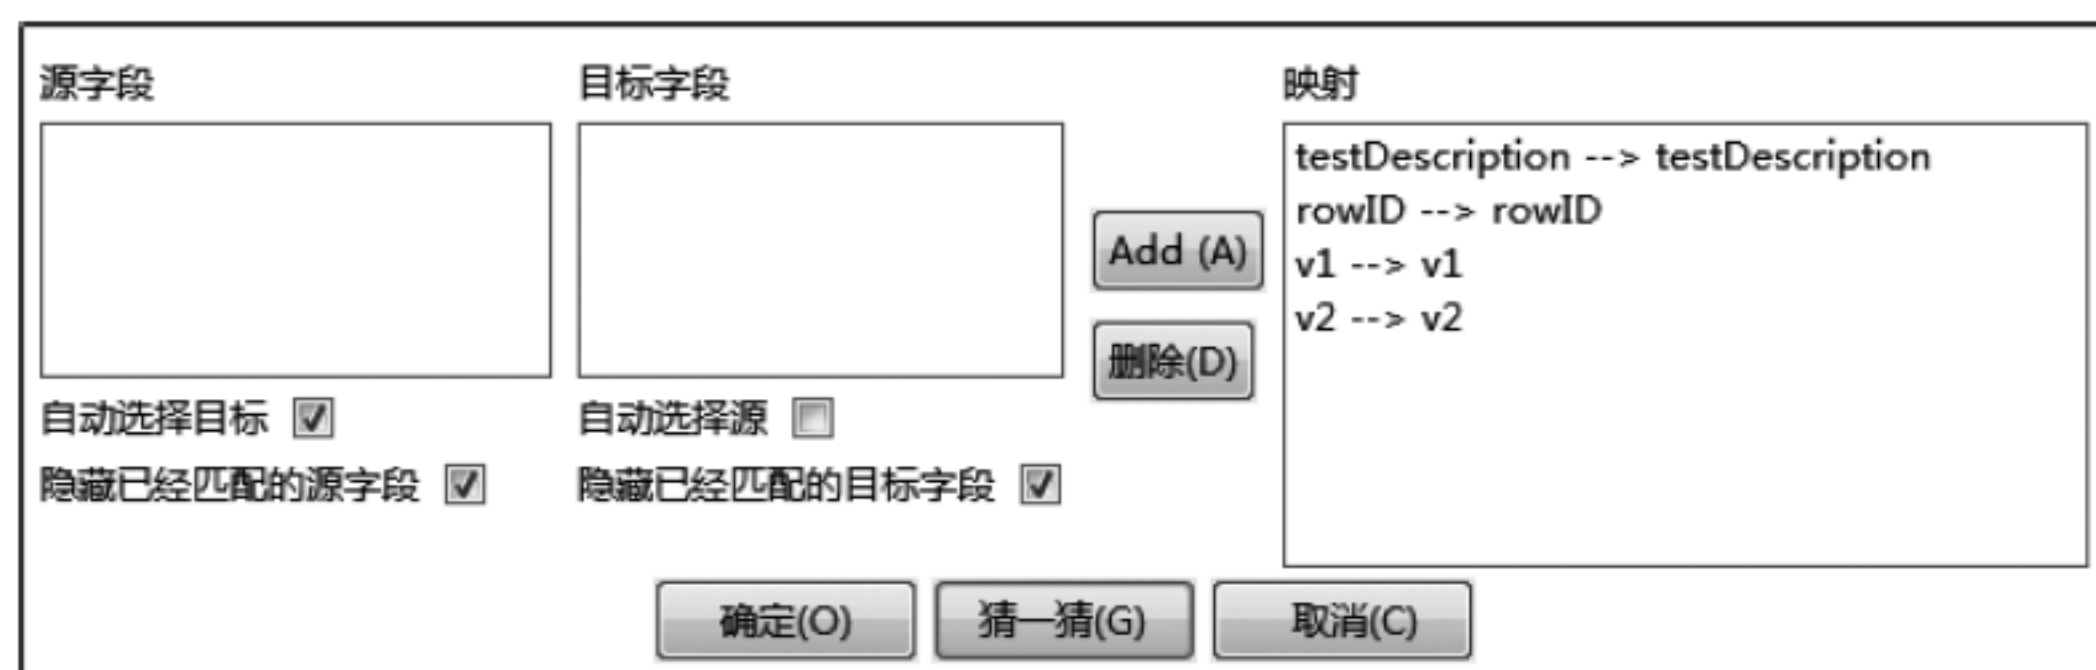 源字段
目标字段
映射
testDescription --> testDescription
rowID --> rowID
v1 --> v1
v2 --> v2
Add (A)
删除(D)
自动选择目标
自动选择源
隐藏已经匹配的源字段
隐藏已经匹配的目标字段
确定(O)
猜一猜(G)
取消(C)